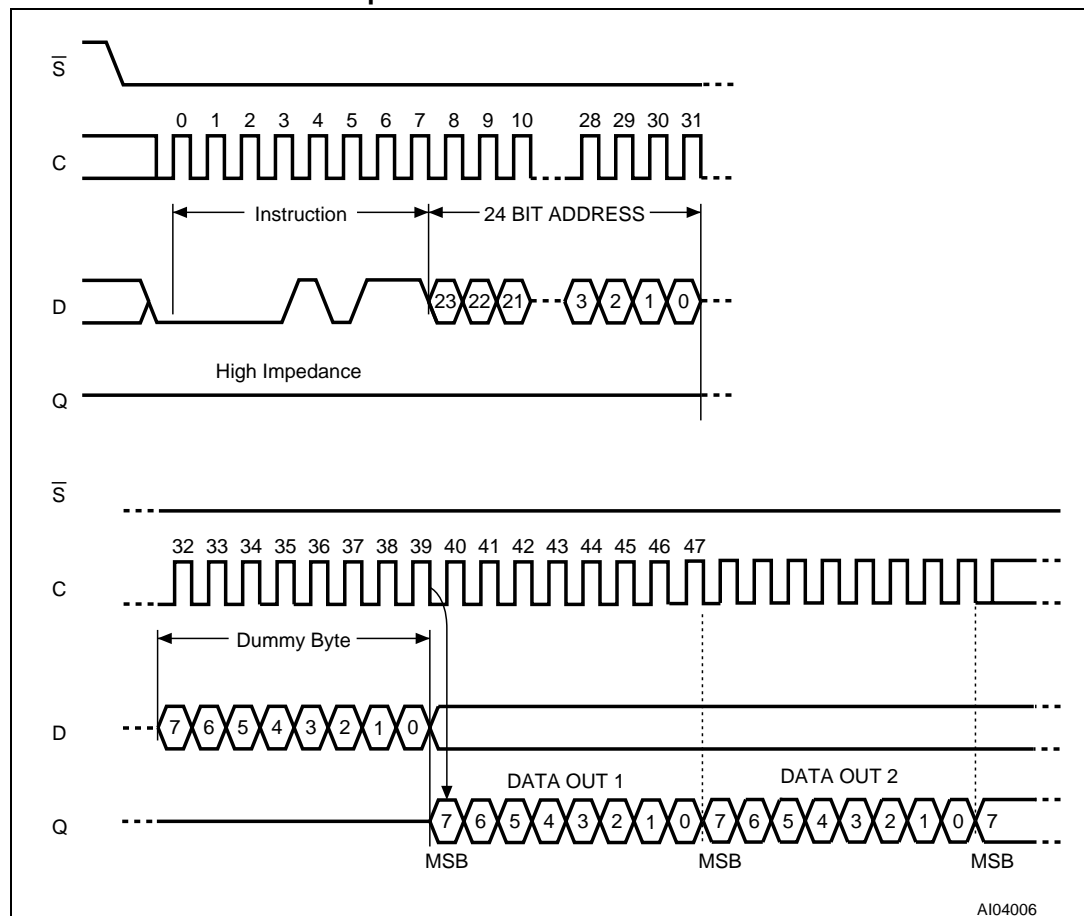 S
0 1 2 3 4 5 6 7 8 9 10 28 29 30 31
C
Instruction 24 BIT ADDRESS
D 23 22 21 3 2 1 0
High Impedance
Q
S
32 33 34 35 36 37 38 39 40 41 42 43 44 45 46 47
C
Dummy Byte
D 7 6 5 4 3 2 1 0
DATA OUT 1 DATA OUT 2
Q 7 6 5 4 3 2 1 0 7 6 5 4 3 2 1 0 7
MSB MSB MSB
AI04006